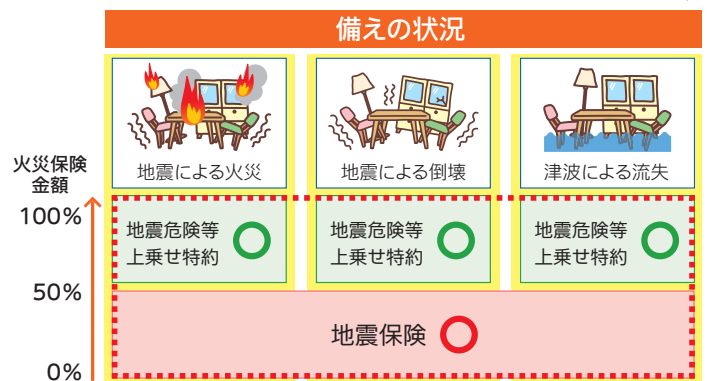 備えの状況
地震による火災
地震による倒壊
津波による流失
火災保険
金額
100%
地震危険等
上乗せ特約
地震危険等
上乗せ特約
地震危険等
上乗せ特約
50%
地震保険
0%